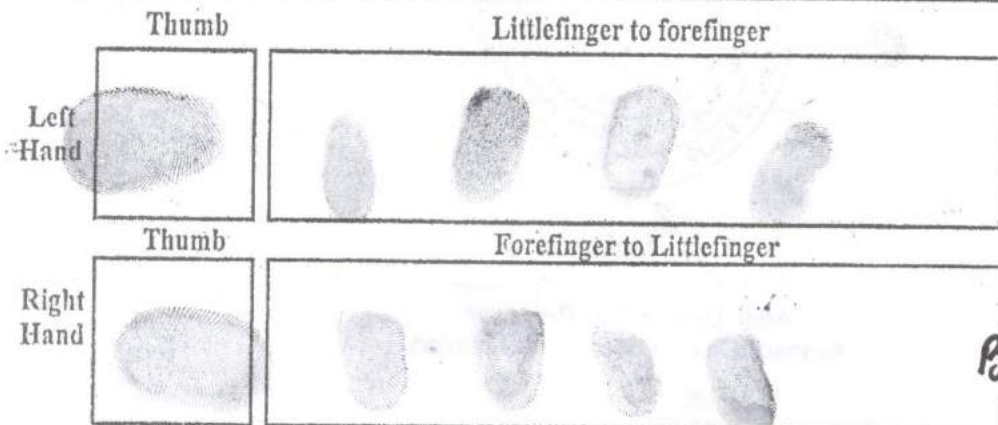 Thumb Littlefinger to forefinger
Left
Hand
Thumb Forefinger to Littlefinger
Right
Hand